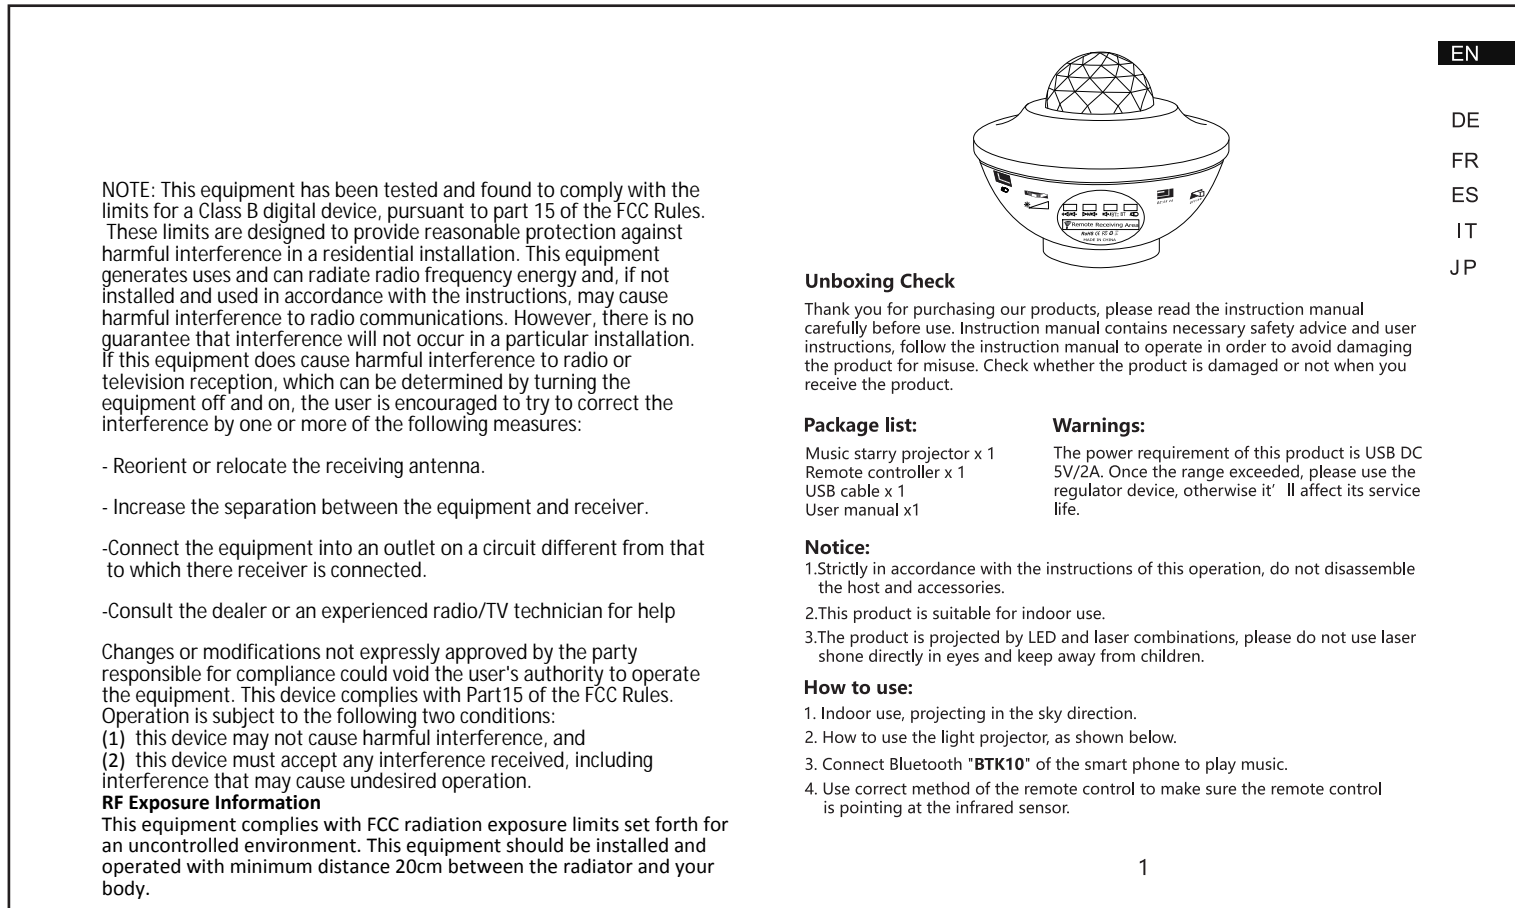 NOTE: This equipment has been tested and found to comply with the
limits for a Class B digital device, pursuant to part 15 of the FCC Rules.
These limits are designed to provide reasonable protection against
harmful interference in a residential installation. This equipment
generates uses and can radiate radio frequency energy and, if not
installed and used in accordance with the instructions, may cause
harmful interference to radio communications. However, there is no
guarantee that interference will not occur in a particular installation.
If this equipment does cause harmful interference to radio or
television reception, which can be determined by turning the
equipment off and on, the user is encouraged to try to correct the
interference by one or more of the following measures:
- Reorient or relocate the receiving antenna.
- Increase the separation between the equipment and receiver.
-Connect the equipment into an outlet on a circuit different from that
to which there receiver is connected.
-Consult the dealer or an experienced radio/TV technician for help
Changes or modifications not expressly approved by the party
responsible for compliance could void the user's authority to operate
the equipment. This device complies with Part15 of the FCC Rules.
Operation is subject to the following two conditions:
(1) this device may not cause harmful interference, and
(2) this device must accept any interference received, including
interference that may cause undesired operation.
RF Exposure Information
This equipment complies with FCC radiation exposure limits set forth for
an uncontrolled environment. This equipment should be installed and
operated with minimum distance 20cm between the radiator and your
body.
Remote Receiving Area
RoHS
MADE IN CHINA
Unboxing Check
Thank you for purchasing our products, please read the instruction manual
carefully before use. Instruction manual contains necessary safety advice and user
instructions, follow the instruction manual to operate in order to avoid damaging
the product for misuse. Check whether the product is damaged or not when you
receive the product.
Package list:
Music starry projector x 1
Remote controller x 1
USB cable x 1
User manual x1
Warnings:
The power requirement of this product is USB DC
5V/2A. Once the range exceeded, please use the
regulator device, otherwise it' ll affect its service
life.
Notice:
1.Strictly in accordance with the instructions of this operation, do not disassemble
the host and accessories.
2.This product is suitable for indoor use.
3.The product is projected by LED and laser combinations, please do not use laser
shone directly in eyes and keep away from children.
How to use:
1. Indoor use, projecting in the sky direction.
2. How to use the light projector, as shown below.
3. Connect Bluetooth "BTK10" of the smart phone to play music.
4. Use correct method of the remote control to make sure the remote control
is pointing at the infrared sensor.
1
EN
DE
FR
ES
IT
JP